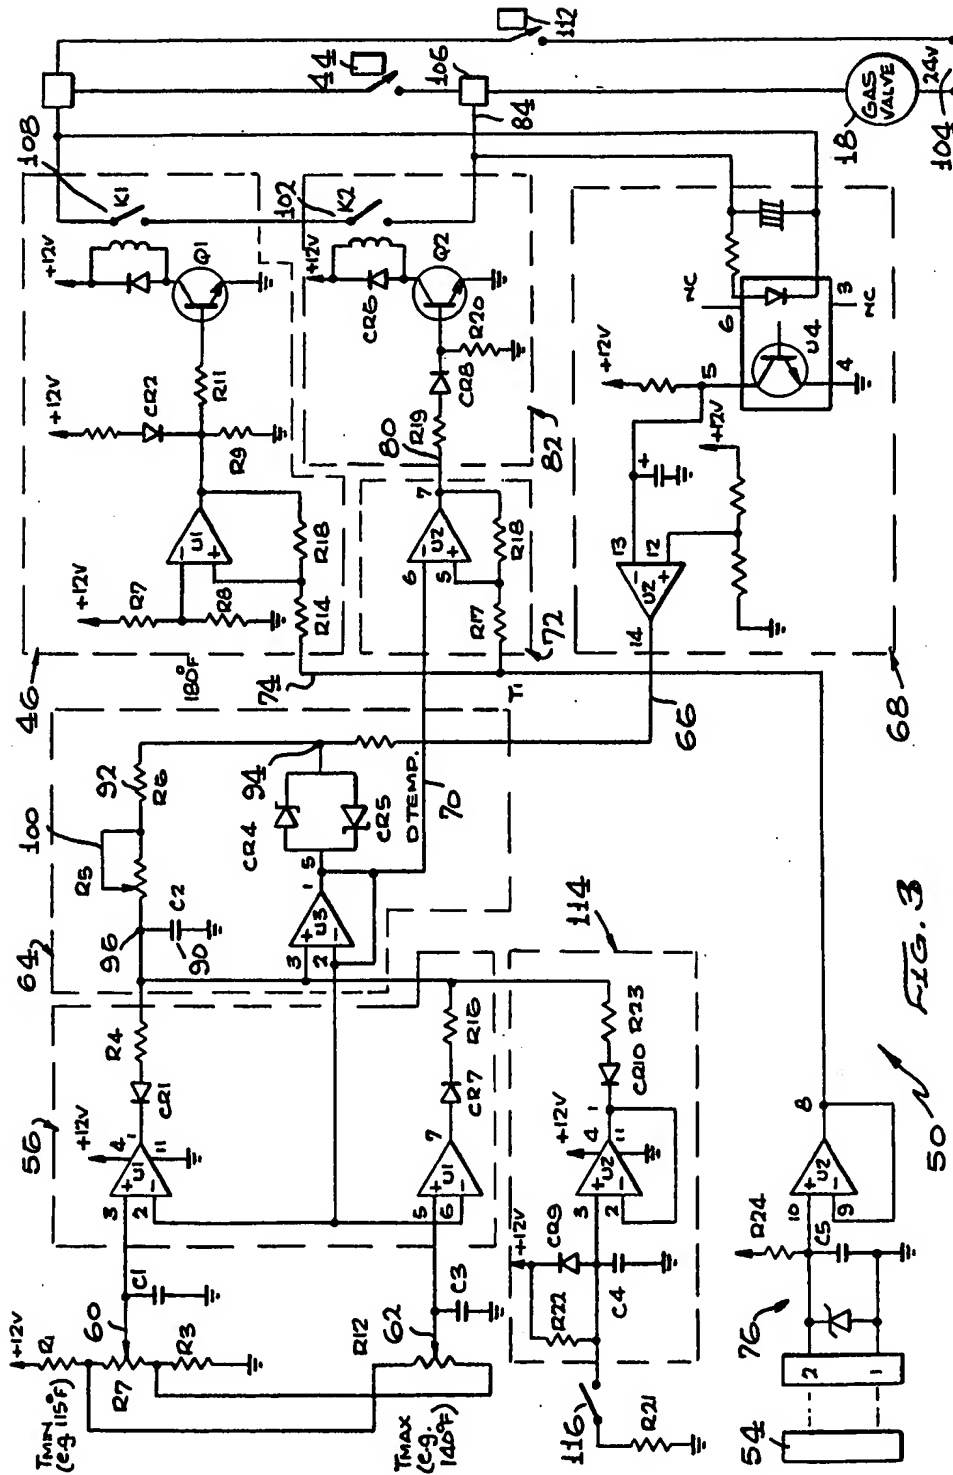 112
44
108
106
84
GAS VALVE
18
24V
104
K1
102
K2
+12V
Q1
+12V
Q2
CR6
+12V
CR2
R11
R9
R20
CR8
R19
80
82
U1
−
+
R18
R14
+12V
R7
R8
46
180°F
7
U2
−
+
6
5
R18
R17
72
74
T1
NC
6
3
NC
U4
4
5
+12V
+
+12V
13
12
U2
−
+
14
66
68
100
92
R6
R5
94
CR4
CR5
DTEMP.
70
96
C2
90
64
1
5
U3
+
−
3
2
114
R4
CR1
R16
CR7
56
+12V
4
1
11
U1
+
−
3
2
7
U1
+
−
5
6
R23
CR10
+12V
4
1
11
U2
+
−
3
2
+12V
CR9
R22
C4
116
R21
C1
60
C3
62
+12V
R1
R7
R3
R12
TMIN
(e.g. 115°F)
TMAX
(e.g.
140°F)
8
U2
+
−
10
9
R24
C5
76
2
1
54
50
FIG. 3